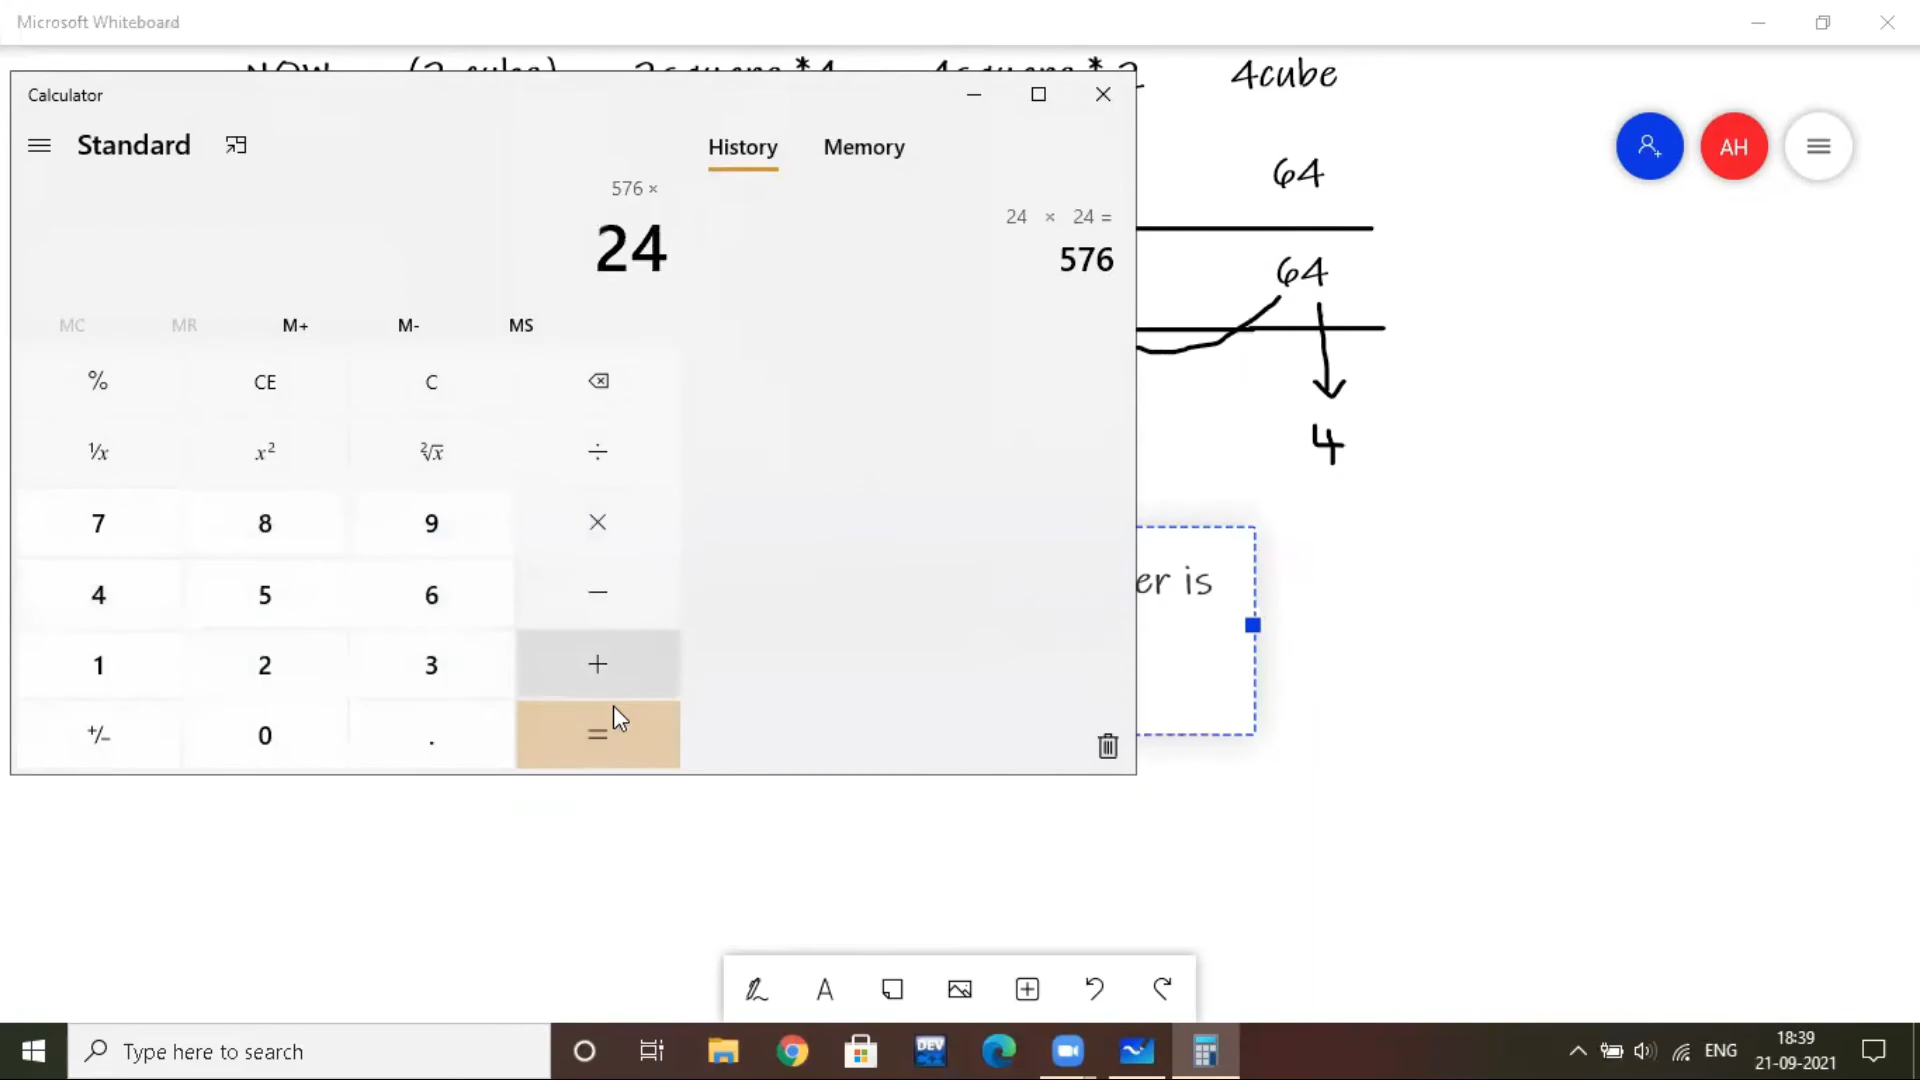 Microsoft Whiteboard
4cube
Calculator
Standard
History
Memory
576 ×
24
24 × 24 =
576
64
64
4
MC MR M+ M- MS
% CE C
⅟x x² ²√x ÷
7 8 9 ×
4 5 6 −
1 2 3 +
+/− 0 . =
er is
A
Type here to search
DEV
ENG
18:39
21-09-2021
AH